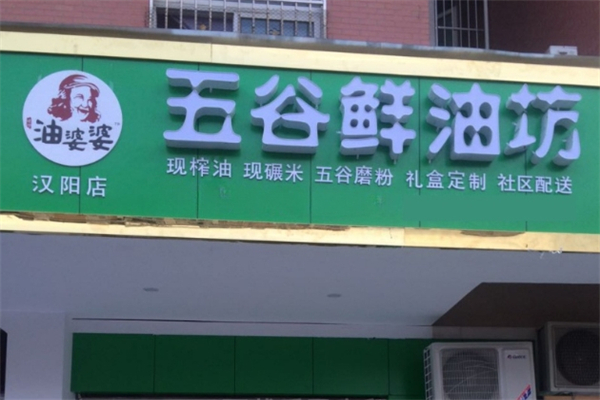 油婆婆
汉阳店
五谷鲜油坊
现榨油 现碾米 五谷磨粉 礼盒定制 社区配送